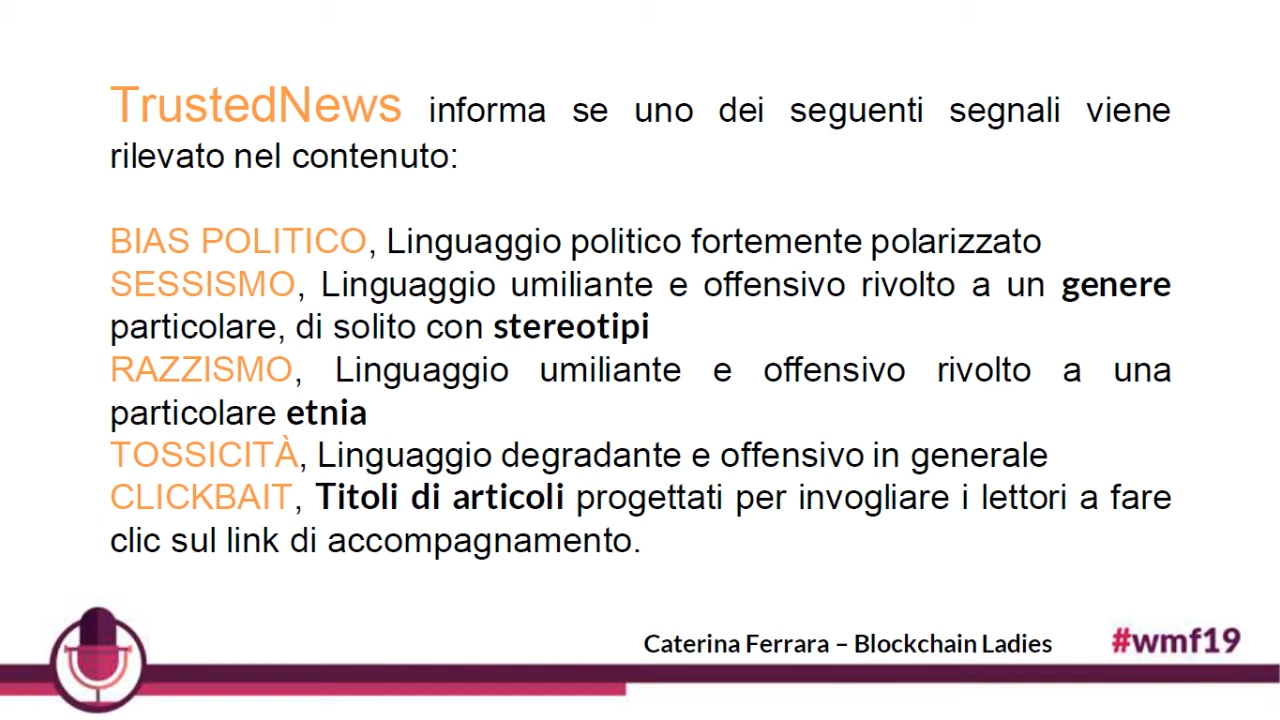 TrustedNews informa se uno dei seguenti segnali viene
rilevato nel contenuto:
BIAS POLITICO, Linguaggio politico fortemente polarizzato
SESSISMO, Linguaggio umiliante e offensivo rivolto a un genere
particolare, di solito con stereotipi
RAZZISMO, Linguaggio umiliante e offensivo rivolto a una
particolare etnia
TOSSICITÀ, Linguaggio degradante e offensivo in generale
CLICKBAIT, Titoli di articoli progettati per invogliare i lettori a fare
clic sul link di accompagnamento.
Caterina Ferrara – Blockchain Ladies
#wmf19